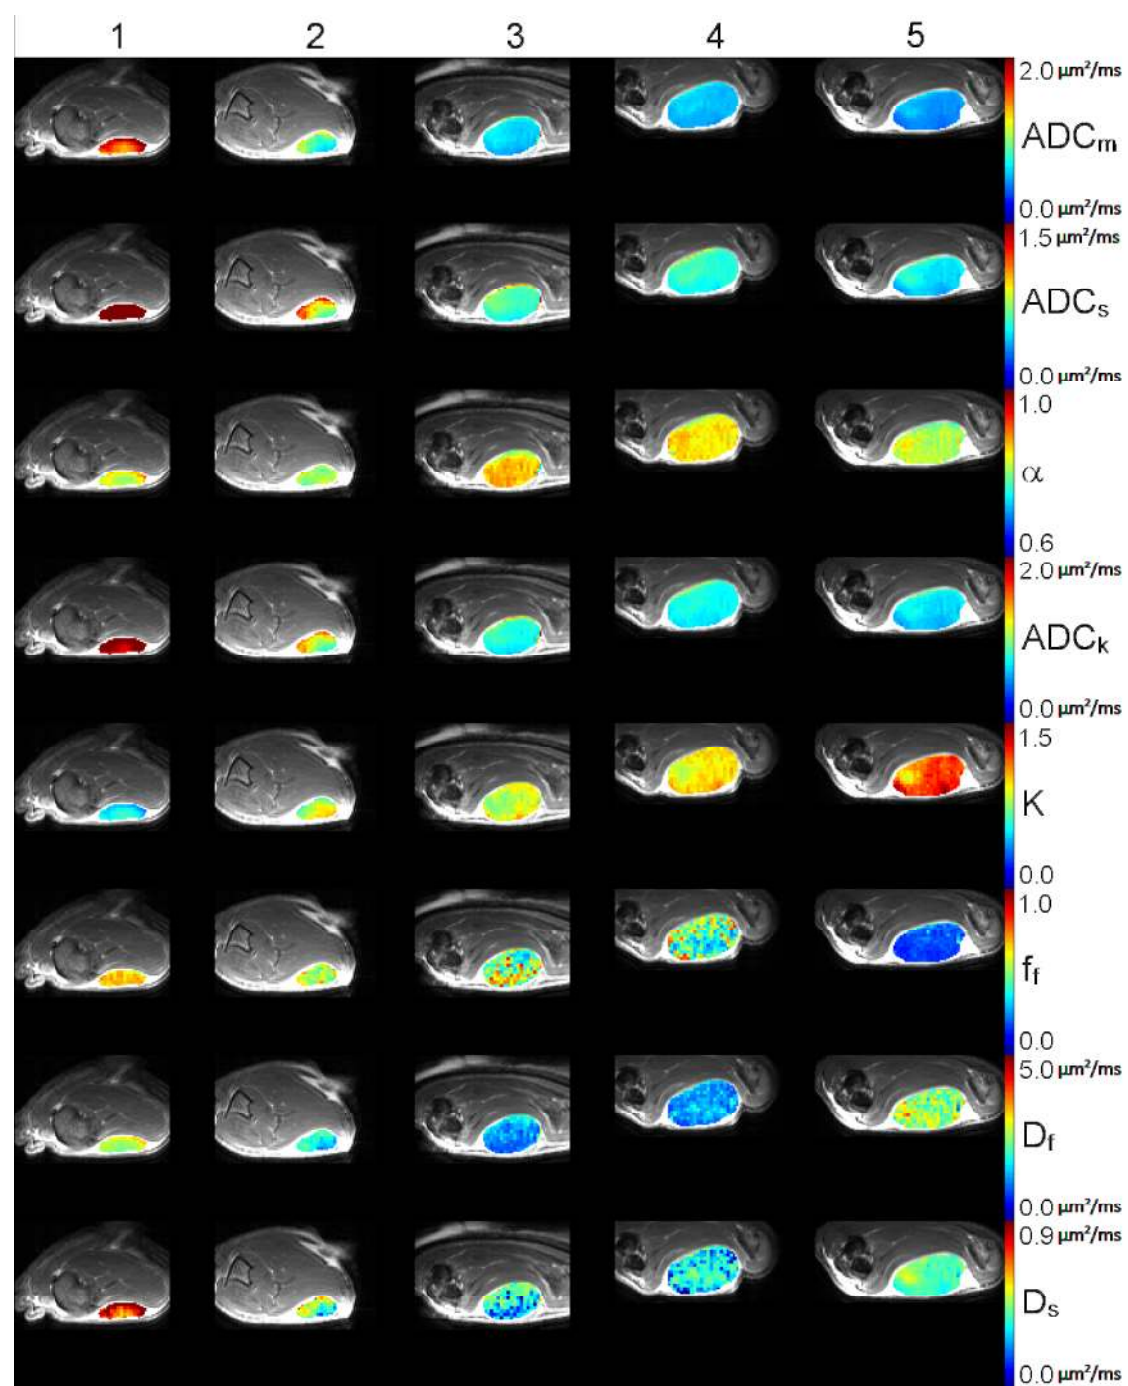 1 2 3 4 5
2.0 μm²/ms
ADCm
0.0 μm²/ms
1.5 μm²/ms
ADCs
0.0 μm²/ms
1.0
α
0.6
2.0 μm²/ms
ADCk
0.0 μm²/ms
1.5
K
0.0
1.0
ff
0.0
5.0 μm²/ms
Df
0.0 μm²/ms
0.9 μm²/ms
Ds
0.0 μm²/ms